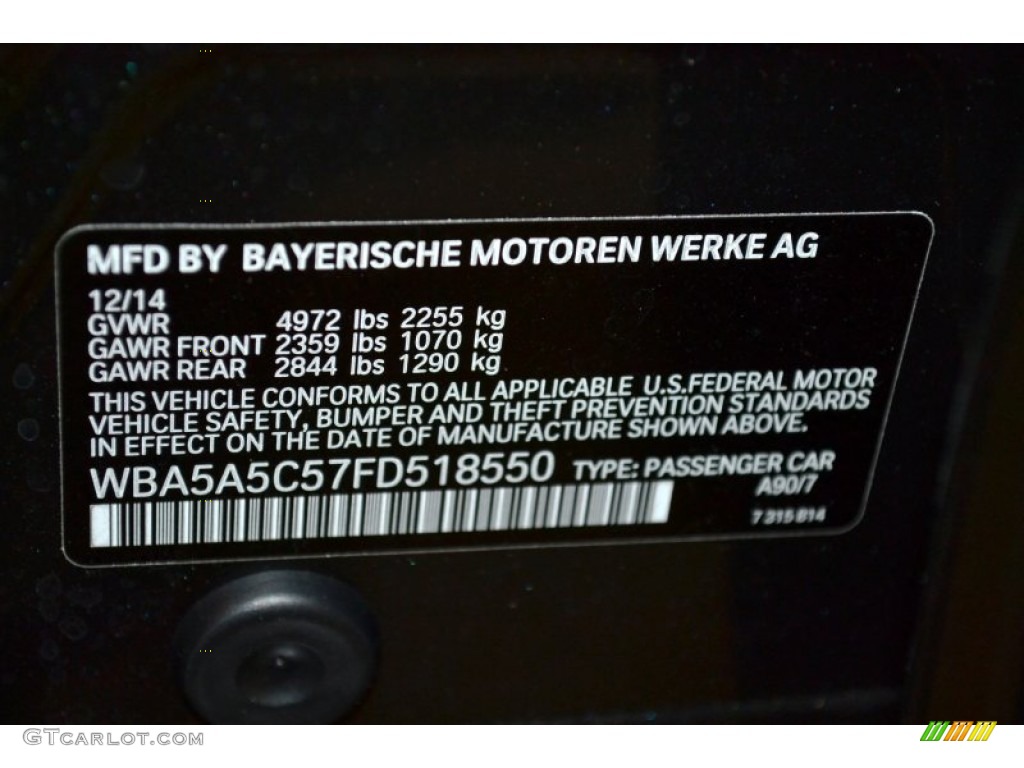 MFD BY BAYERISCHE MOTOREN WERKE AG
12/14
GVWR 4972 lbs 2255 kg
GAWR FRONT 2359 lbs 1070 kg
GAWR REAR 2844 lbs 1290 kg
THIS VEHICLE CONFORMS TO ALL APPLICABLE U.S.FEDERAL MOTOR
VEHICLE SAFETY, BUMPER AND THEFT PREVENTION STANDARDS
IN EFFECT ON THE DATE OF MANUFACTURE SHOWN ABOVE.
WBA5A5C57FD518550 TYPE: PASSENGER CAR
A90/7
7 315 814
GTCARLOT.COM